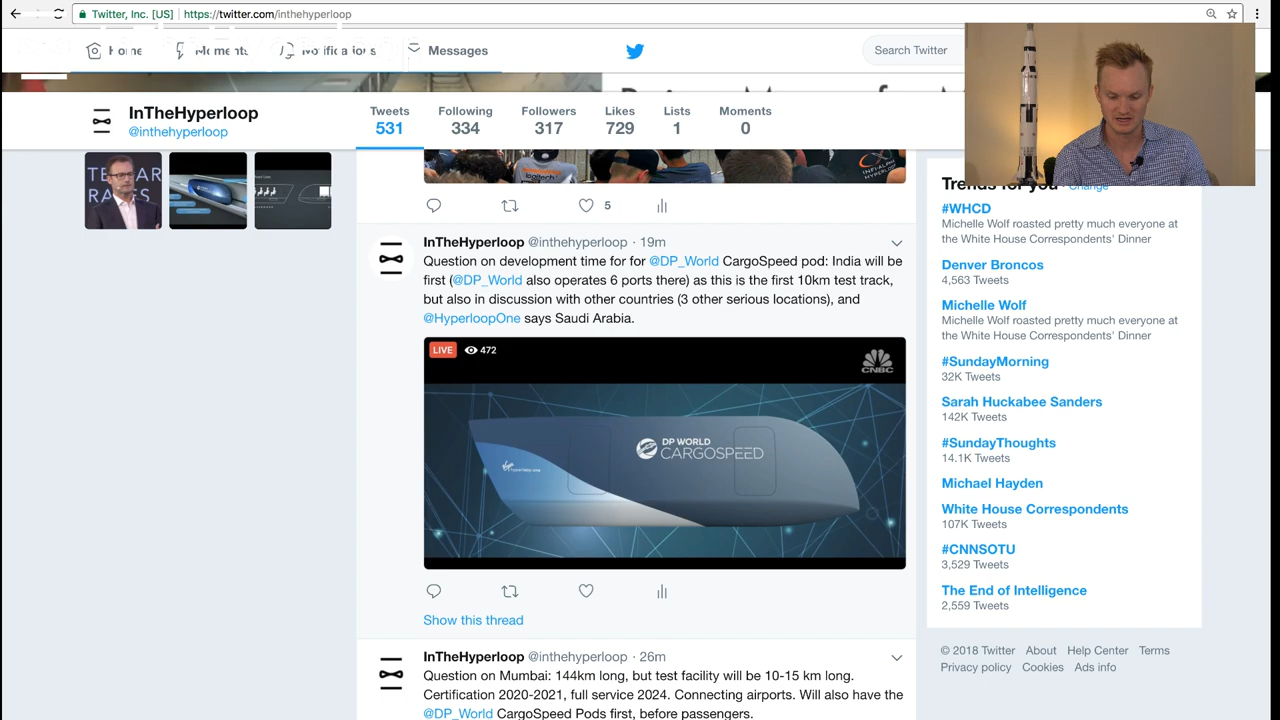 Twitter, Inc. [US]
https://twitter.com/inthehyperloop
Home
Moments
Notifications
Messages
Search Twitter
InTheHyperloop
@inthehyperloop
Tweets
531
Following
334
Followers
317
Likes
729
Lists
1
Moments
0
logitech
5
InTheHyperloop @inthehyperloop · 19m
Question on development time for for @DP_World CargoSpeed pod: India will be
first (@DP_World also operates 6 ports there) as this is the first 10km test track,
but also in discussion with other countries (3 other serious locations), and
@HyperloopOne says Saudi Arabia.
LIVE 472
CNBC
DP WORLD
CARGOSPEED
Show this thread
InTheHyperloop @inthehyperloop · 26m
Question on Mumbai: 144km long, but test facility will be 10-15 km long.
Certification 2020-2021, full service 2024. Connecting airports. Will also have the
@DP_World CargoSpeed Pods first, before passengers.
Trends for you · Change
#WHCD
Michelle Wolf roasted pretty much everyone at
the White House Correspondents' Dinner
Denver Broncos
4,563 Tweets
Michelle Wolf
Michelle Wolf roasted pretty much everyone at
the White House Correspondents' Dinner
#SundayMorning
32K Tweets
Sarah Huckabee Sanders
142K Tweets
#SundayThoughts
14.1K Tweets
Michael Hayden
White House Correspondents
107K Tweets
#CNNSOTU
3,529 Tweets
The End of Intelligence
2,559 Tweets
© 2018 Twitter About Help Center Terms
Privacy policy Cookies Ads info